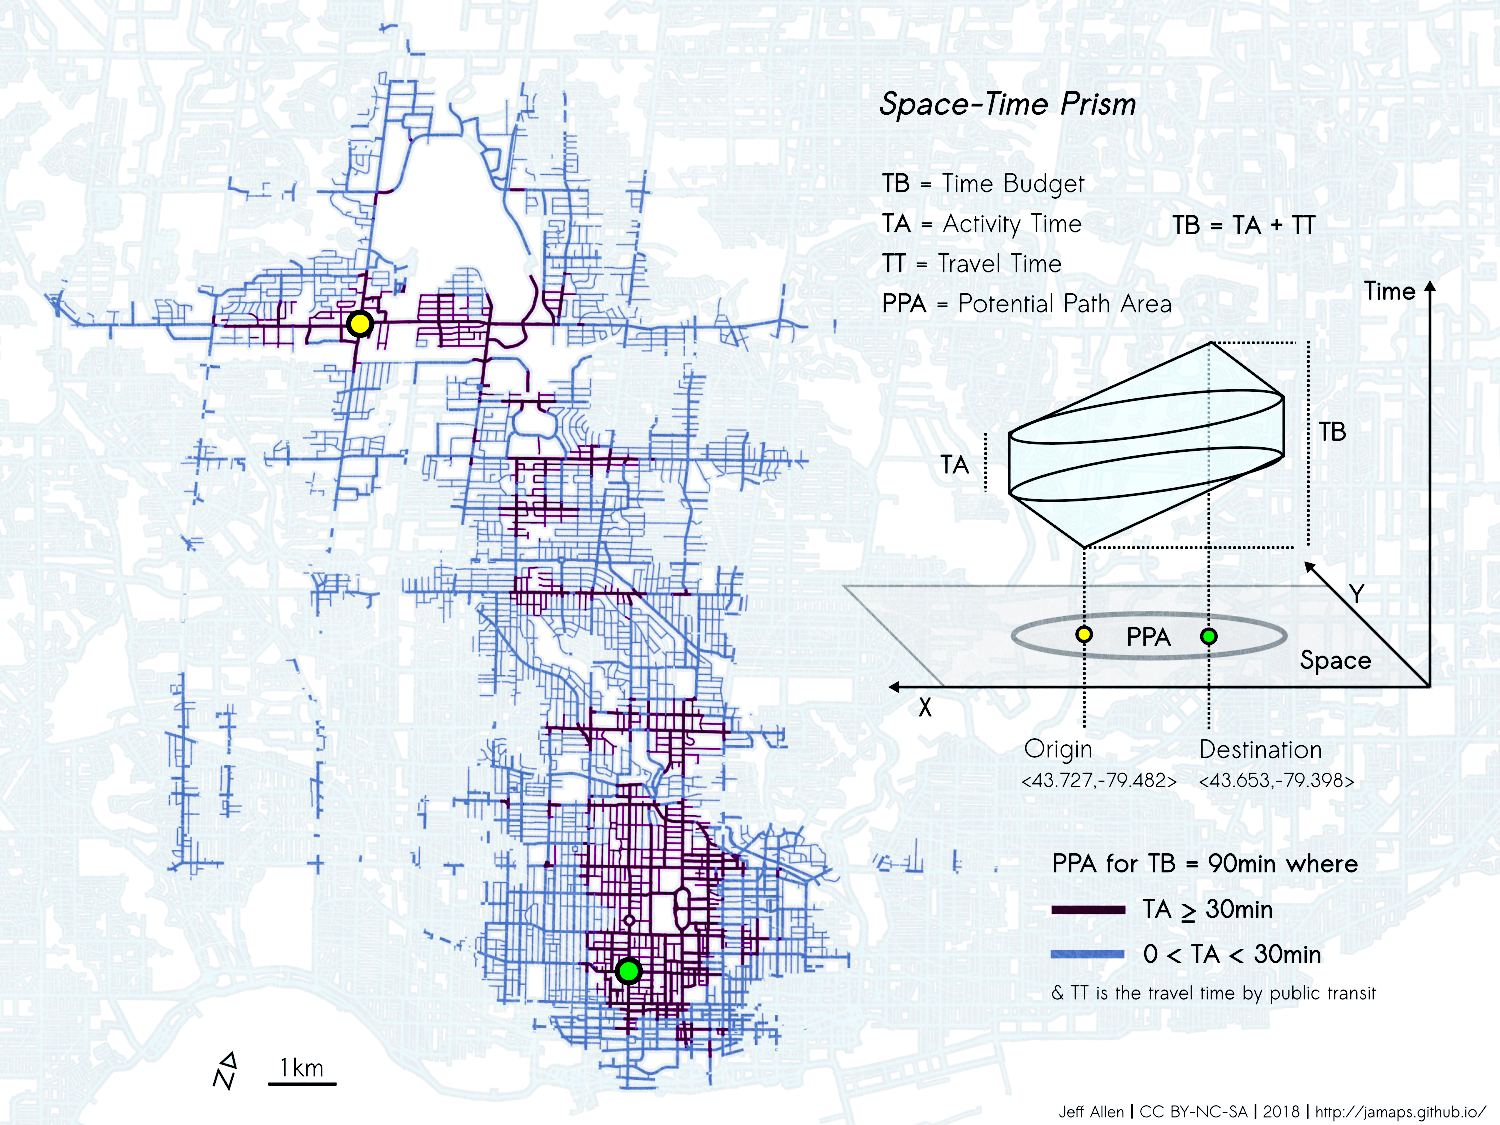 Space-Time Prism
TB = Time Budget
TA = Activity Time
TB = TA + TT
TT = Travel Time
PPA = Potential Path Area
Time
TB
TA
Y
PPA
Space
X
Origin
Destination
<43.727,-79.482>
<43.653,-79.398>
PPA for TB = 90min where
TA ≥ 30min
0 < TA < 30min
& TT is the travel time by public transit
N
1km
Jeff Allen | CC BY-NC-SA | 2018 | http://jamaps.github.io/